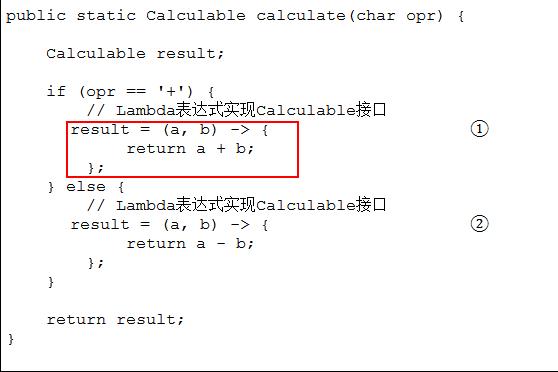 public static Calculable calculate(char opr) {
Calculable result;
if (opr == '+') {
// Lambda表达式实现Calculable接口
result = (a, b) -> { ①
return a + b;
};
} else {
// Lambda表达式实现Calculable接口
result = (a, b) -> { ②
return a - b;
};
}
return result;
}